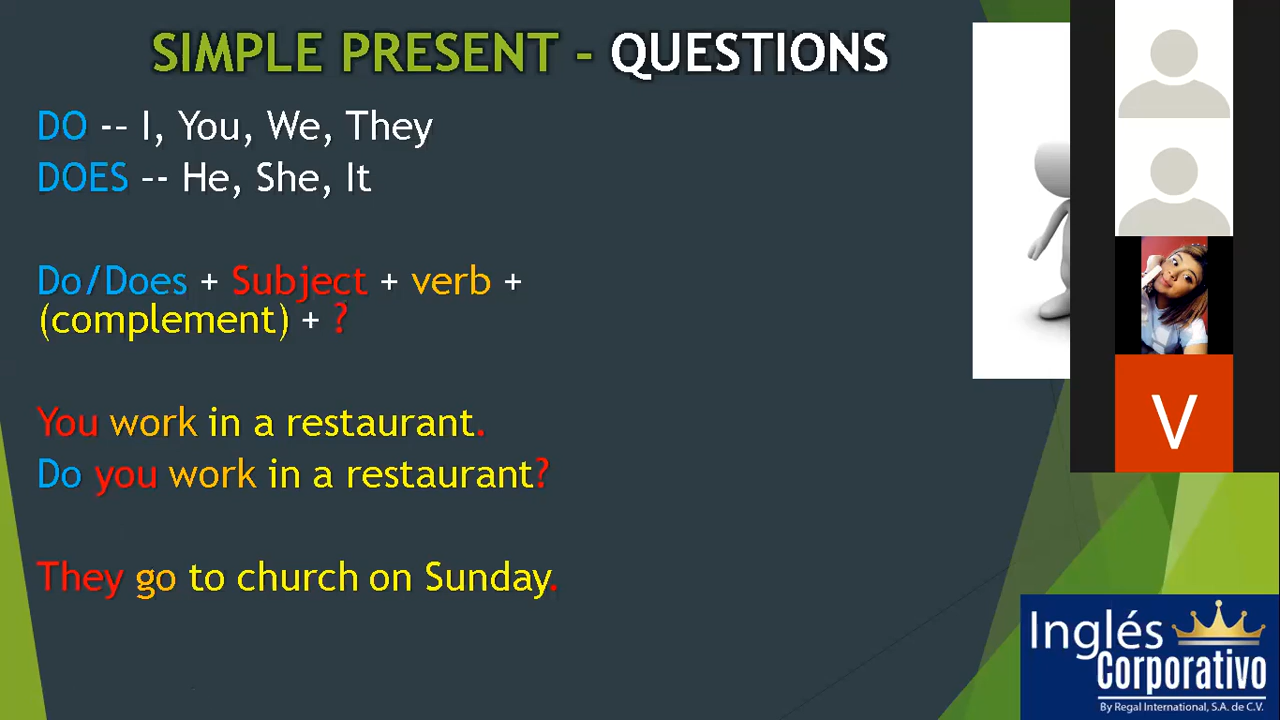 SIMPLE PRESENT - QUESTIONS
DO -- I, You, We, They
DOES -- He, She, It
Do/Does + Subject + verb +
(complement) + ?
You work in a restaurant.
Do you work in a restaurant?
They go to church on Sunday.
V
Inglés
Corporativo
By Regal International, S.A. de C.V.